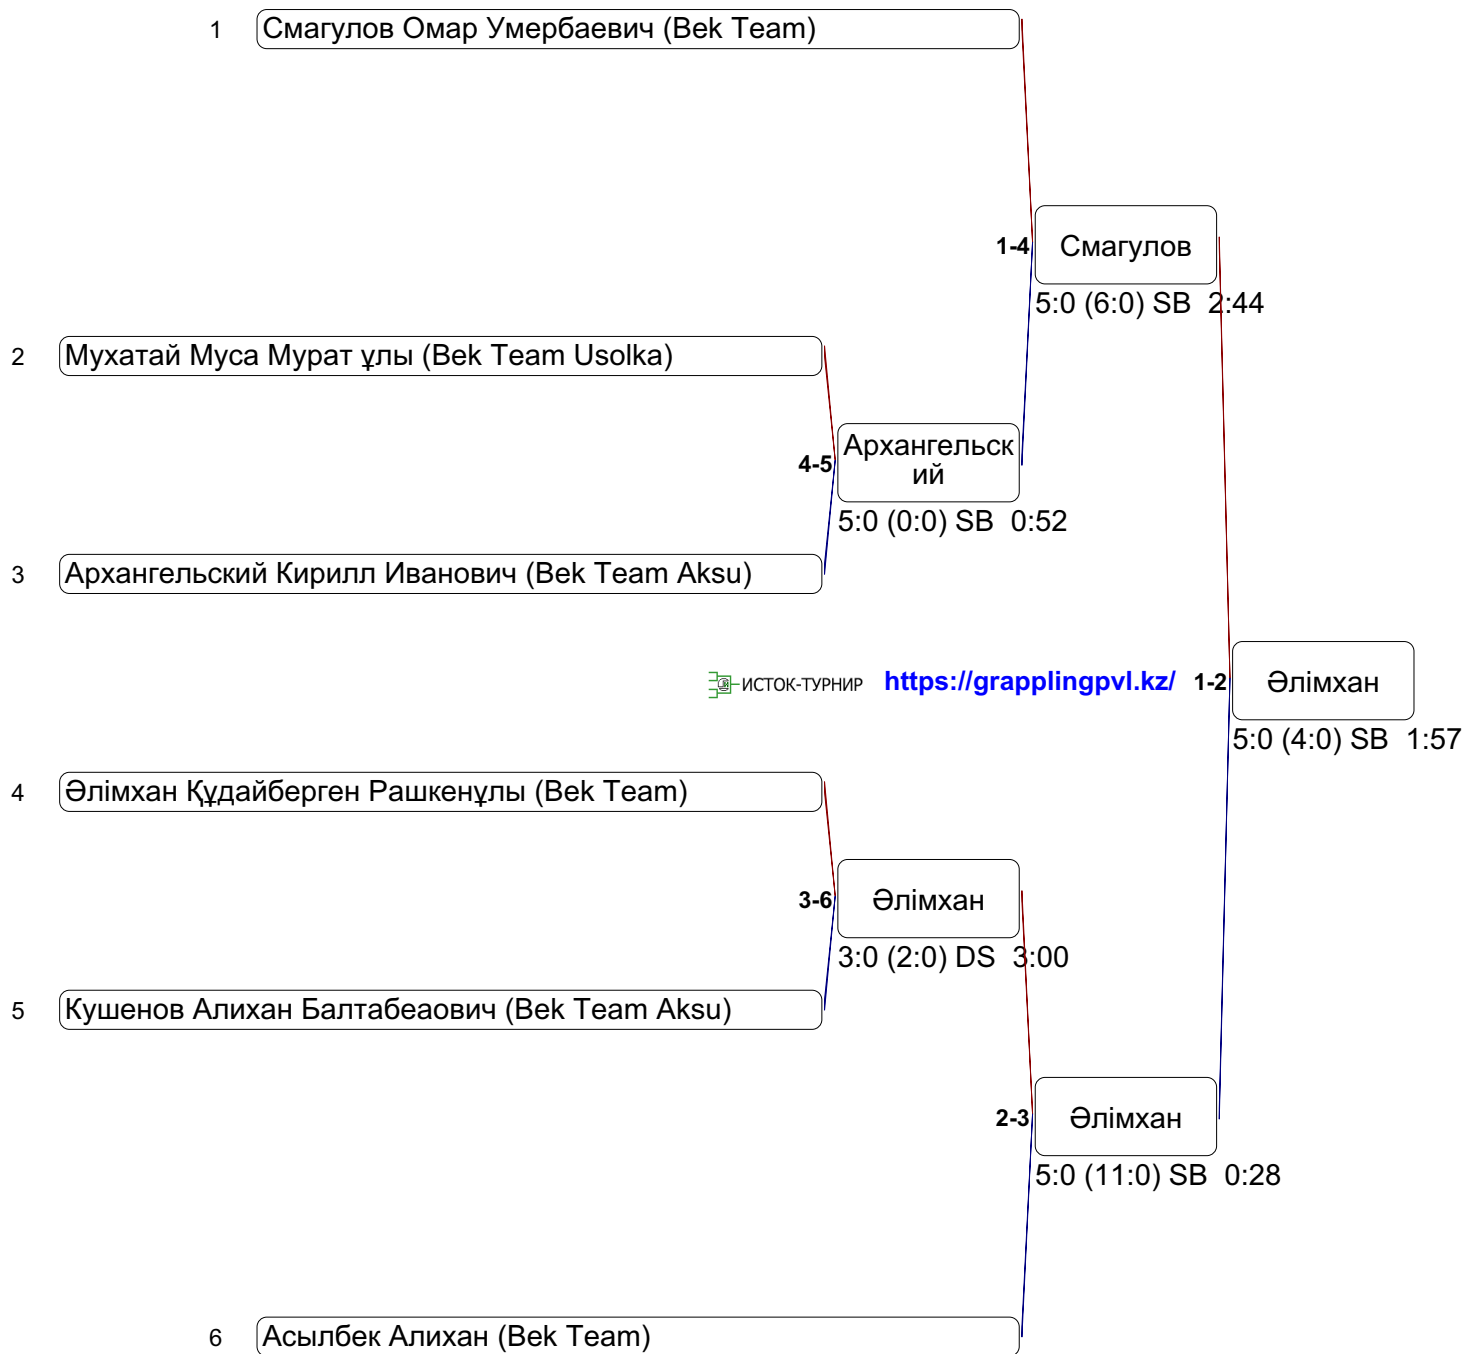 1 Смагулов Омар Умербаевич (Bek Team)
1-4 Смагулов
5:0 (6:0) SB 2:44
2 Мухатай Муса Мурат ұлы (Bek Team Usolka)
4-5 Архангельск
ий
5:0 (0:0) SB 0:52
3 Архангельский Кирилл Иванович (Bek Team Aksu)
ИСТОК-ТУРНИР https://grapplingpvl.kz/ 1-2 Әлімхан
5:0 (4:0) SB 1:57
4 Әлімхан Құдайберген Рашкенұлы (Bek Team)
3-6 Әлімхан
3:0 (2:0) DS 3:00
5 Кушенов Алихан Балтабеаович (Bek Team Aksu)
2-3 Әлімхан
5:0 (11:0) SB 0:28
6 Асылбек Алихан (Bek Team)